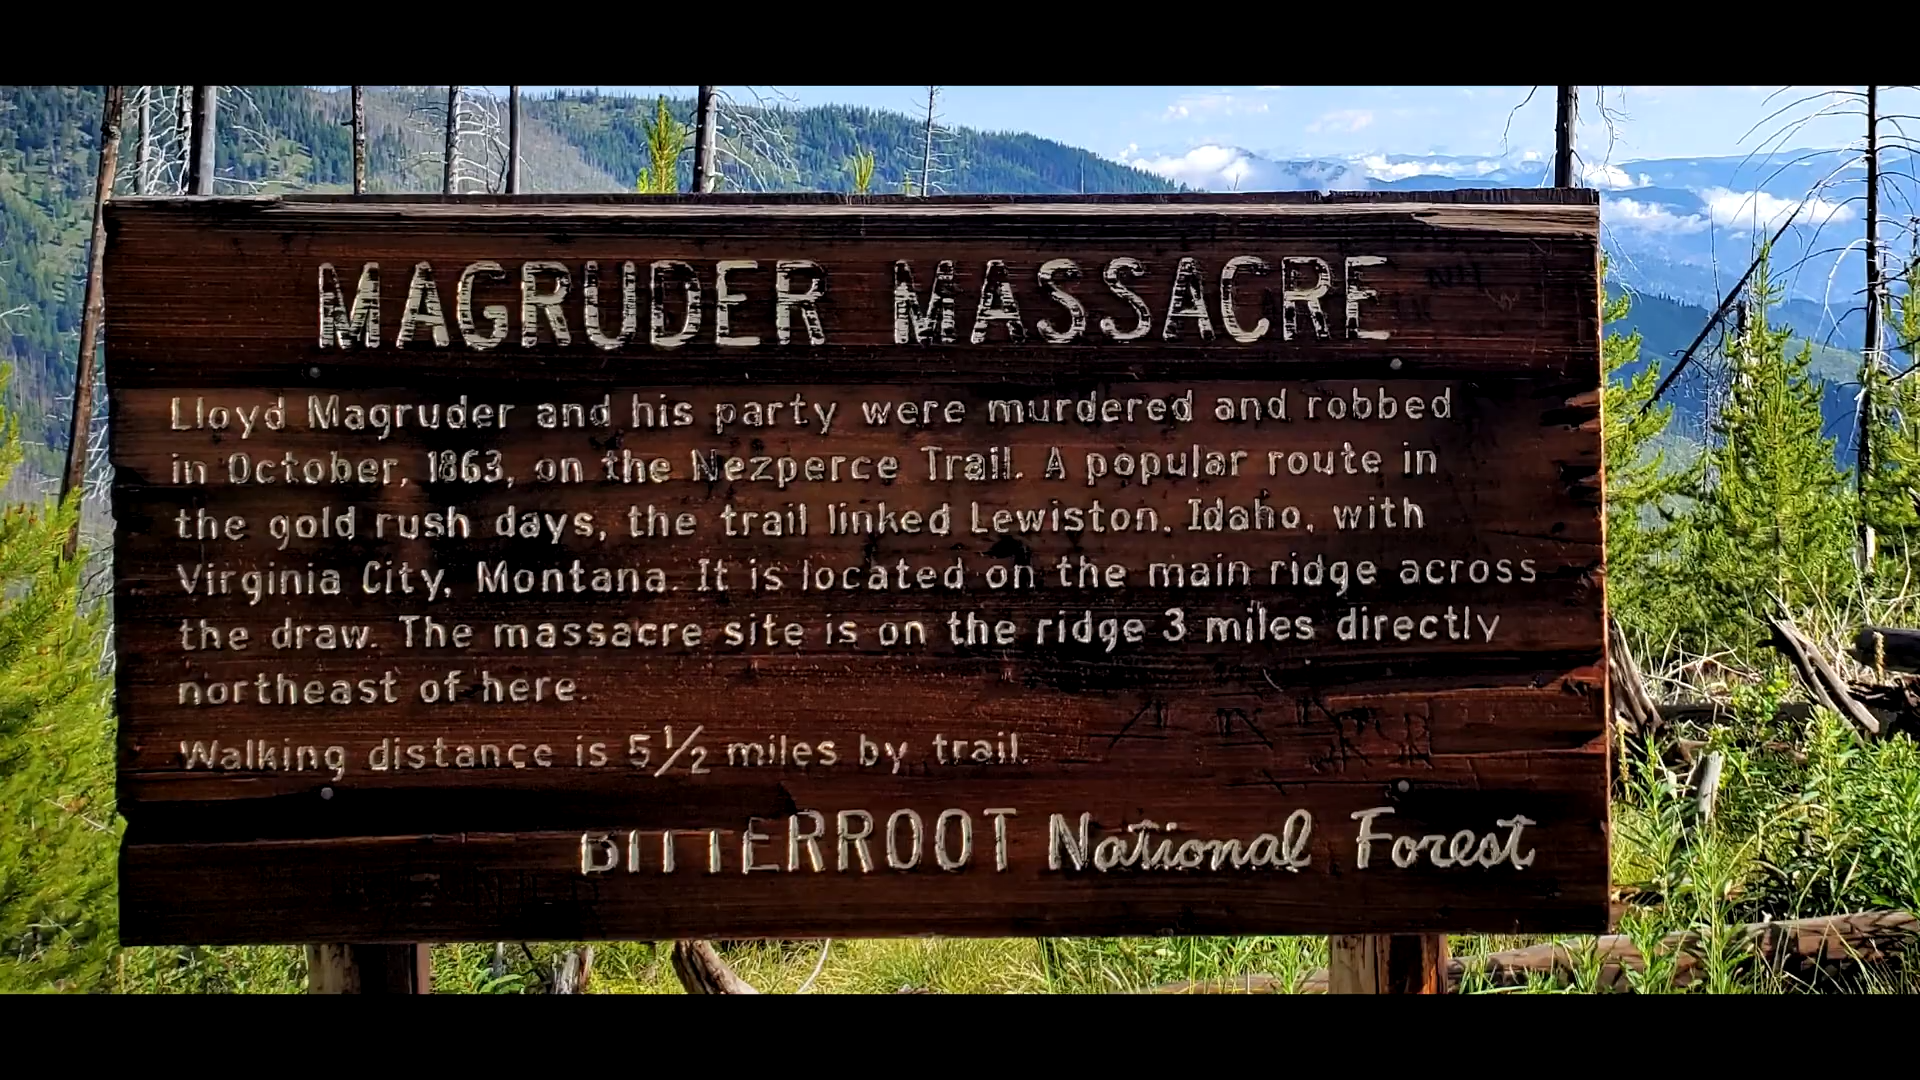 MAGRUDER MASSACRE
Lloyd Magruder and his party were murdered and robbed
in October, 1863, on the Nezperce Trail. A popular route in
the gold rush days, the trail linked Lewiston, Idaho, with
Virginia City, Montana. It is located on the main ridge across
the draw. The massacre site is on the ridge 3 miles directly
northeast of here.
Walking distance is 5½ miles by trail.
BITTERROOT National Forest